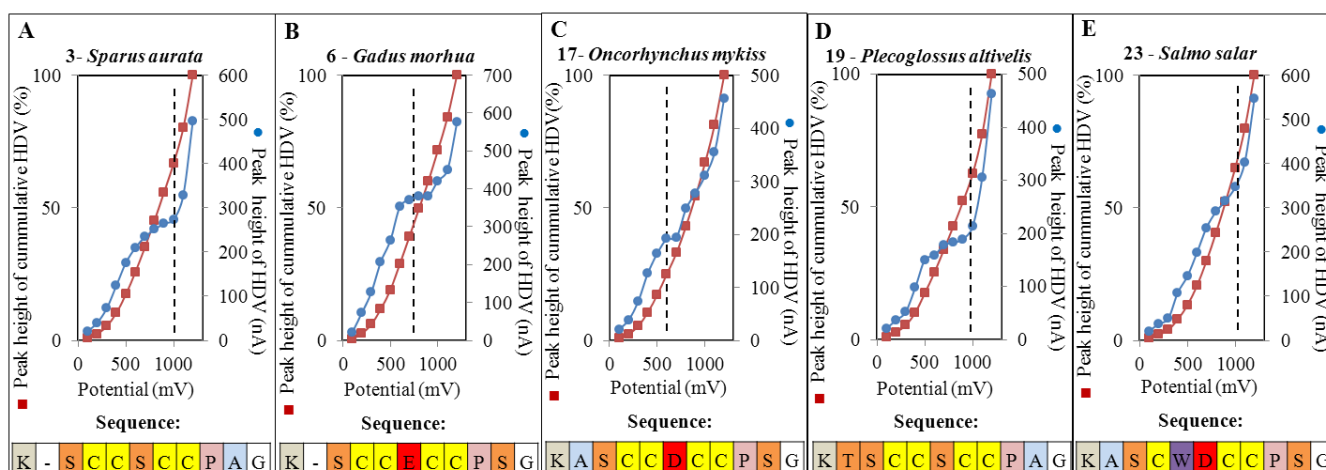 A
3- Sparus aurata
Peak height of cummulative HDV (%)
100
50
0
600
500
400
300
200
100
0
Peak height of HDV (nA)
0 500 1000
Potential (mV)
Sequence:
K - S C C S C C P A G
B
6 - Gadus morhua
Peak height of cummulative HDV (%)
100
50
0
700
600
500
400
300
200
100
0
Peak height of HDV (nA)
0 500 1000
Potential (mV)
Sequence:
K - S C C E C C P S G
C
17 - Oncorhynchus mykiss
Peak height of cummulative HDV (%)
100
50
0
500
400
300
200
100
0
Peak height of HDV (nA)
0 500 1000
Potential (mV)
Sequence:
K A S C C D C C P S G
D
19 - Plecoglossus altivelis
Peak height of cummulative HDV (%)
100
50
0
500
400
300
200
100
0
Peak height of HDV (nA)
0 500 1000
Potential (mV)
Sequence:
K T S C C S C C P A G
E
23 - Salmo salar
Peak height of cummulative HDV (%)
100
50
0
600
500
400
300
200
100
0
Peak height of HDV (nA)
0 500 1000
Potential (mV)
Sequence:
K A S C W D C C P S G